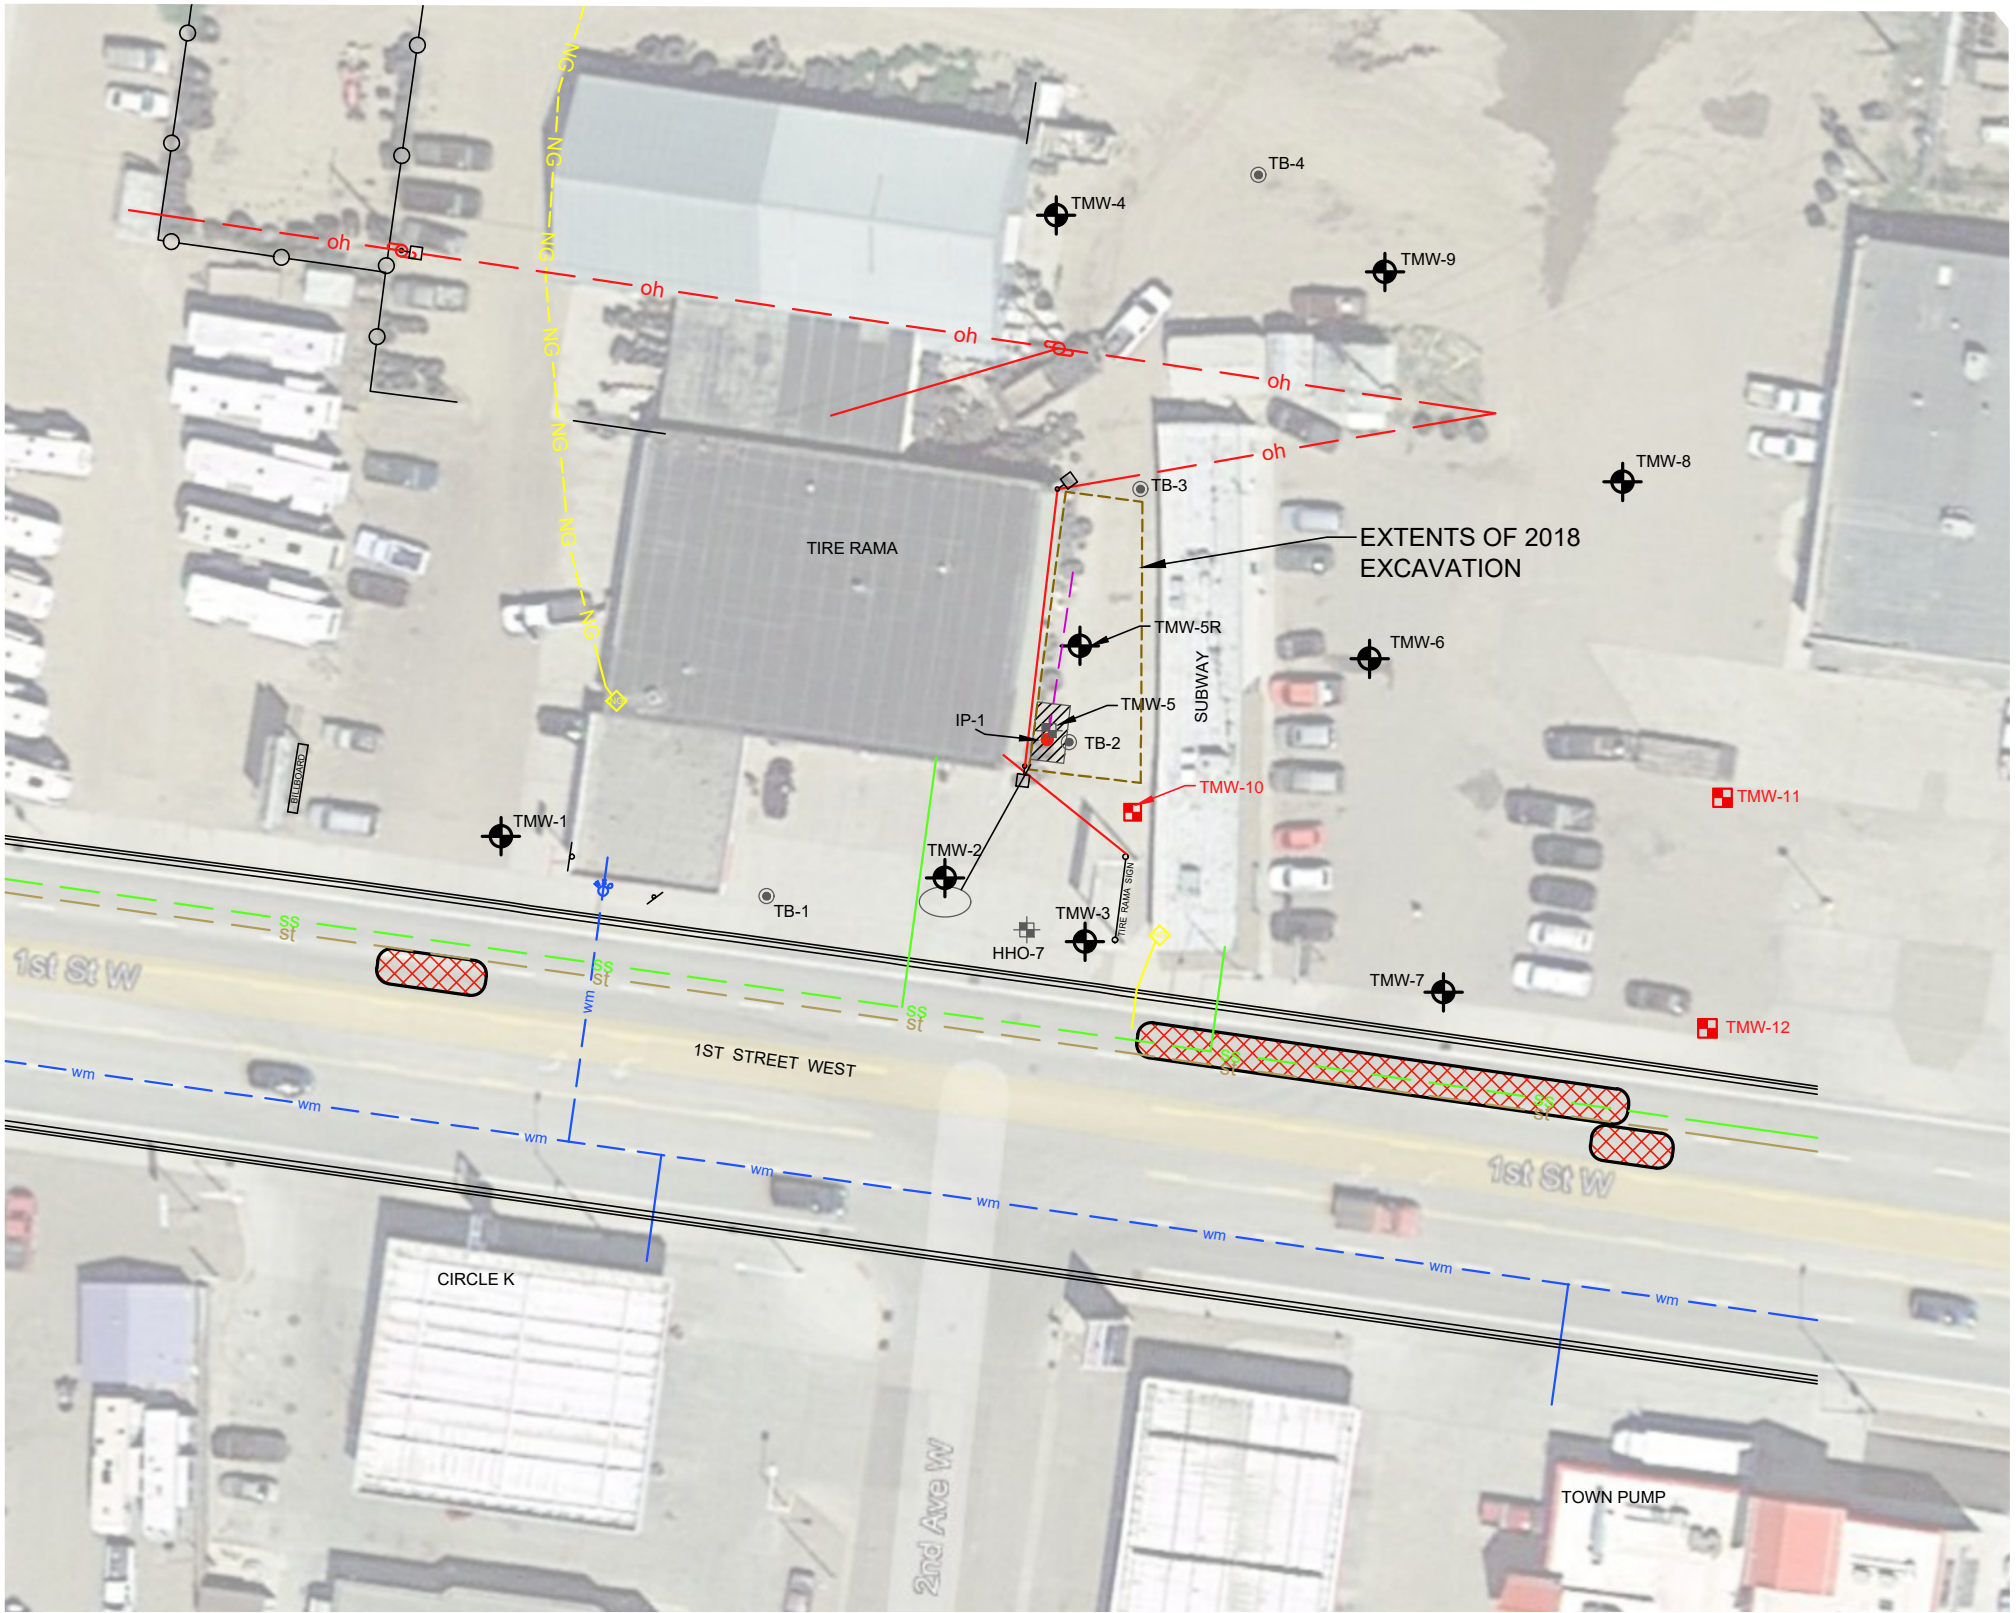 NG
TB-4
TMW-4
NG
oh
NG
TMW-9
oh
oh
NG
oh
NG
oh
TMW-8
TB-3
NG
EXTENTS OF 2018
EXCAVATION
TIRE RAMA
NG
TMW-5R
TMW-6
SUBWAY
TMW-5
IP-1
TB-2
BILLBOARD
TMW-10
TMW-11
TMW-1
TMW-2
TIRE RAMA SIGN
TB-1
TMW-3
ss
st
HHO-7
1st St W
ss
st
TMW-7
wm
ss
st
TMW-12
1ST STREET WEST
ss
st
wm
wm
ss
st
wm
wm
1st St W
wm
wm
wm
CIRCLE K
wm
TOWN PUMP
2nd Ave W